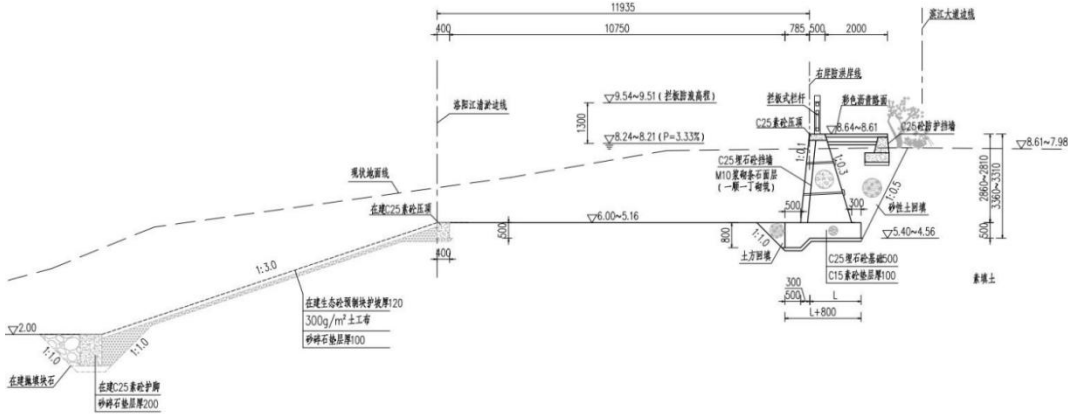 11935
400
10750
785
500
2000
滨江大道边线
右岸防洪岸线
9.54~9.51(拦板防浪高程)
拦板式栏杆
彩色沥青路面
洛阳江清淤边线
1300
C25素砼压顶
8.64~8.61
C25砼防护挡墙
8.24~8.21(P=3.33%)
8.61~7.98
1:0.1
1:0.3
C25埋石砼挡墙
M10浆砌条石面层
(一顺一丁砌筑)
现状地面线
2860~2810
3360~3310
1:0.5
在建C25素砼压顶
300
500
砂性土回填
6.00~5.16
500
800
500
1:1.0
5.40~4.56
400
土方回填
C25埋石砼基础500
C15素砼垫层厚100
1:3.0
素填土
300
500
L
L+800
在建生态砼预制块护坡厚120
300g/m²土工布
砂碎石垫层厚100
2.00
1:1.0
1:1.0
在建抛填块石
在建C25素砼护脚
砂碎石垫层厚200